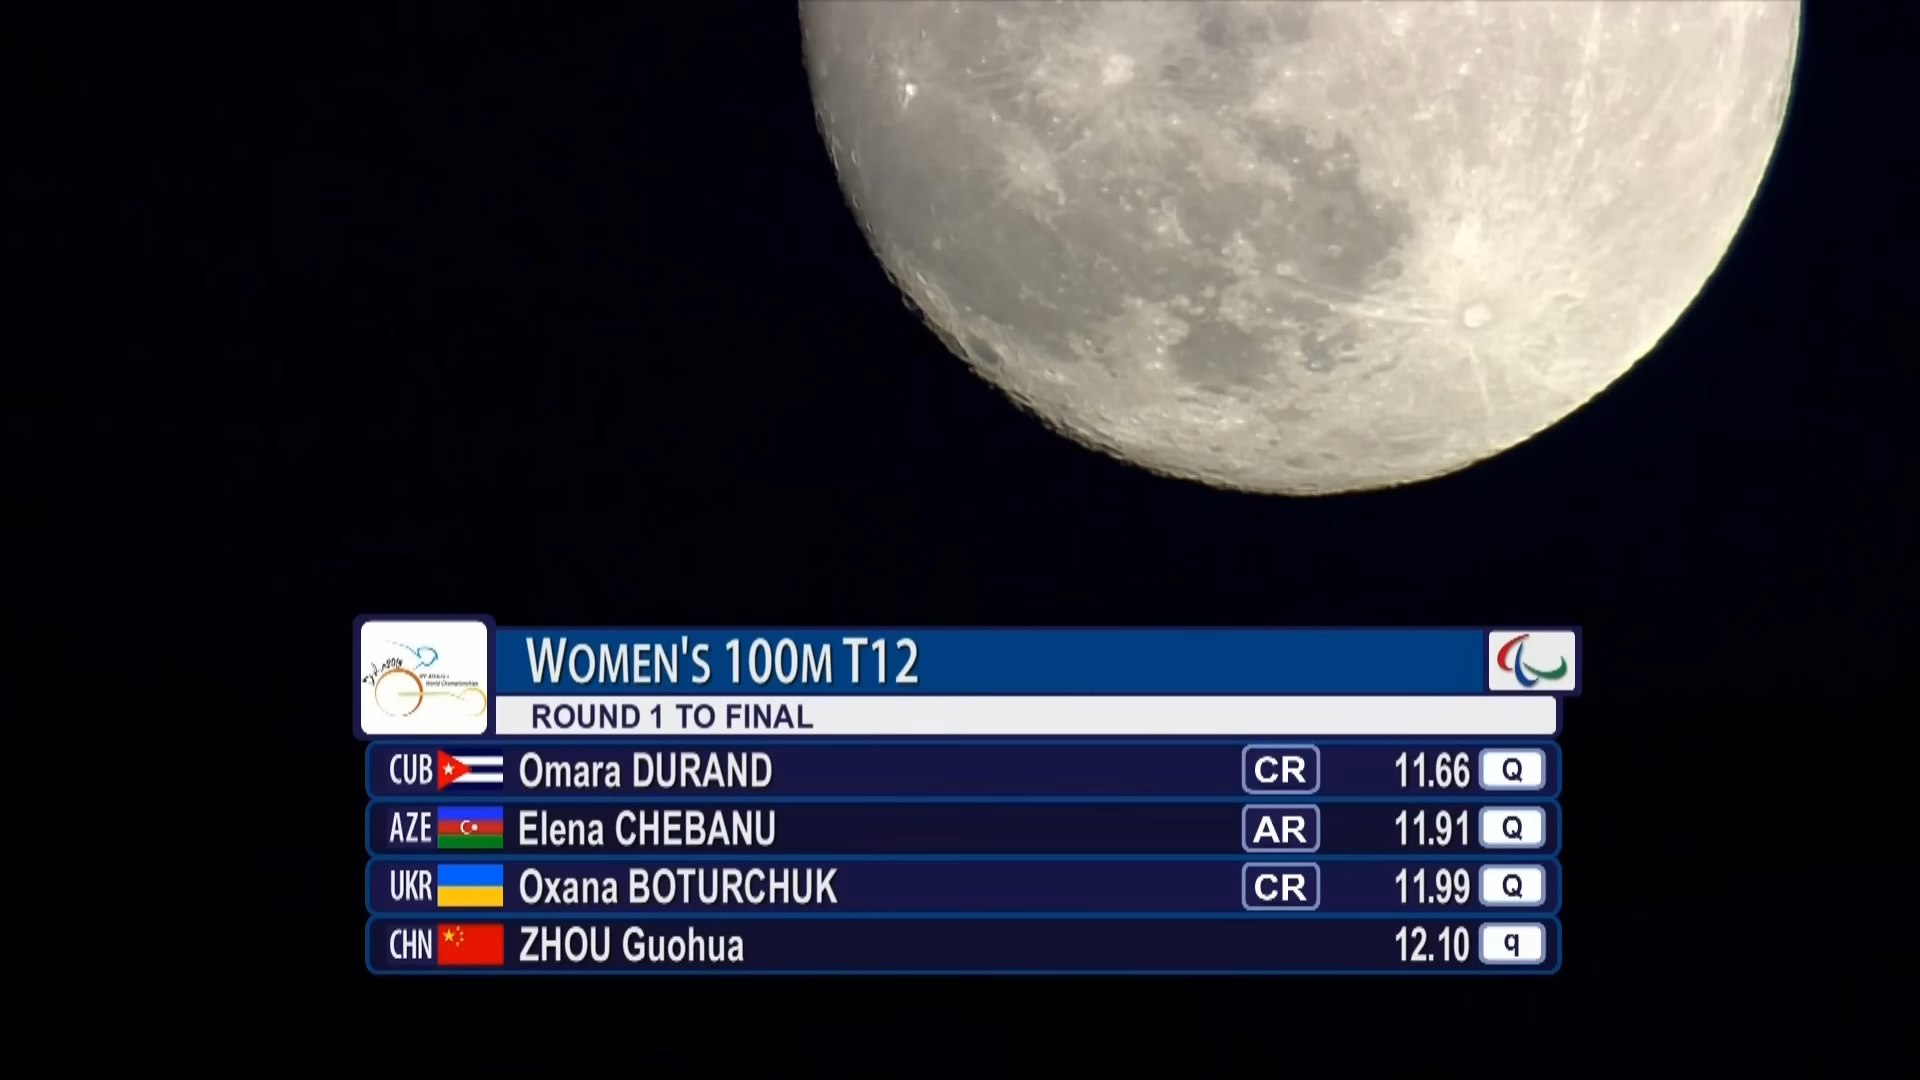 WOMEN'S 100M T12
ROUND 1 TO FINAL
CUB Omara DURAND CR 11.66 Q
AZE Elena CHEBANU AR 11.91 Q
UKR Oxana BOTURCHUK CR 11.99 Q
CHN ZHOU Guohua 12.10 q